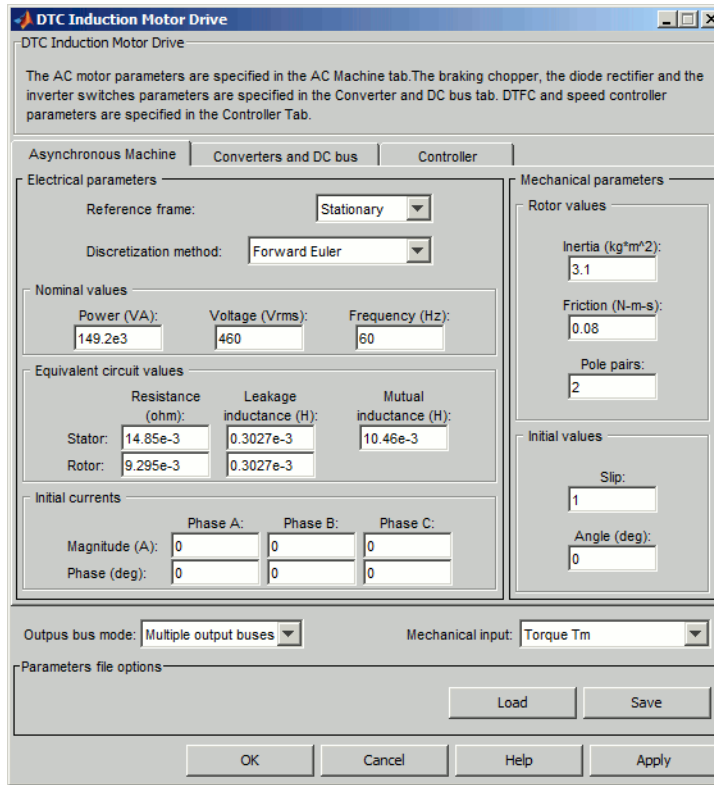 DTC Induction Motor Drive
DTC Induction Motor Drive
The AC motor parameters are specified in the AC Machine tab.The braking chopper, the diode rectifier and the
inverter switches parameters are specified in the Converter and DC bus tab. DTFC and speed controller
parameters are specified in the Controller Tab.
Asynchronous Machine Converters and DC bus Controller
Electrical parameters
Reference frame: Stationary
Discretization method: Forward Euler
Nominal values
Power (VA): Voltage (Vrms): Frequency (Hz):
149.2e3 460 60
Equivalent circuit values
Resistance Leakage Mutual
(ohm): inductance (H): inductance (H):
Stator: 14.85e-3 0.3027e-3 10.46e-3
Rotor: 9.295e-3 0.3027e-3
Initial currents
Phase A: Phase B: Phase C:
Magnitude (A): 0 0 0
Phase (deg): 0 0 0
Mechanical parameters
Rotor values
Inertia (kg*m^2):
3.1
Friction (N-m-s):
0.08
Pole pairs:
2
Initial values
Slip:
1
Angle (deg):
0
Outpus bus mode: Multiple output buses Mechanical input: Torque Tm
Parameters file options
Load Save
OK Cancel Help Apply